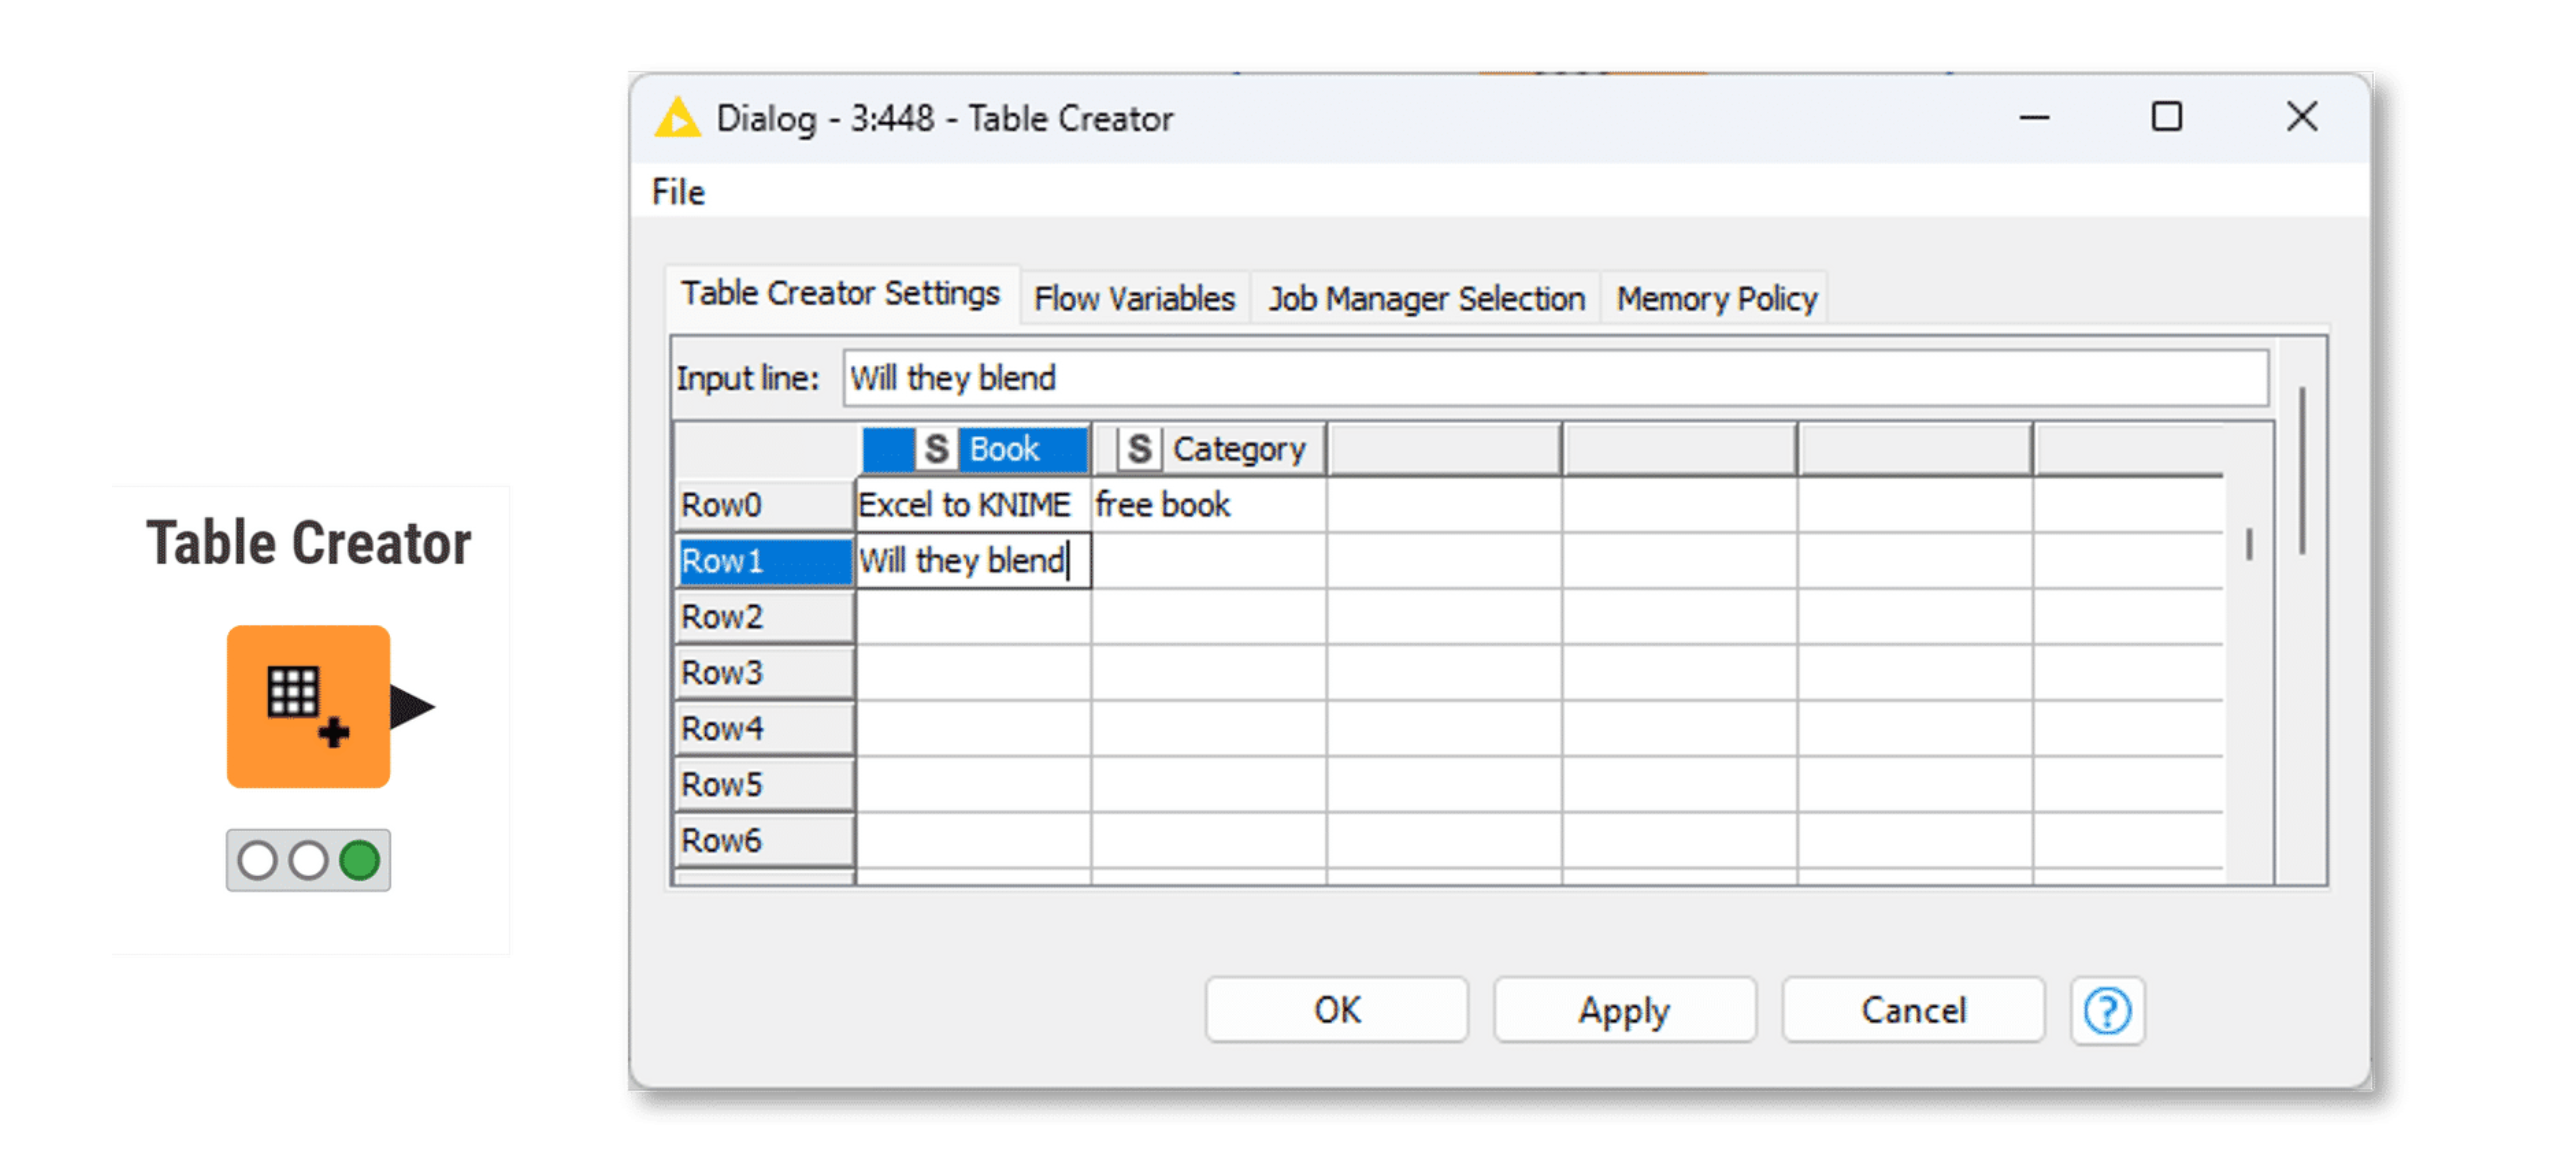 Table Creator
Dialog - 3:448 - Table Creator
File
Table Creator Settings Flow Variables Job Manager Selection Memory Policy
Input line: Will they blend
S Book S Category
Row0 Excel to KNIME free book
Row1 Will they blend
Row2
Row3
Row4
Row5
Row6
OK Apply Cancel ?